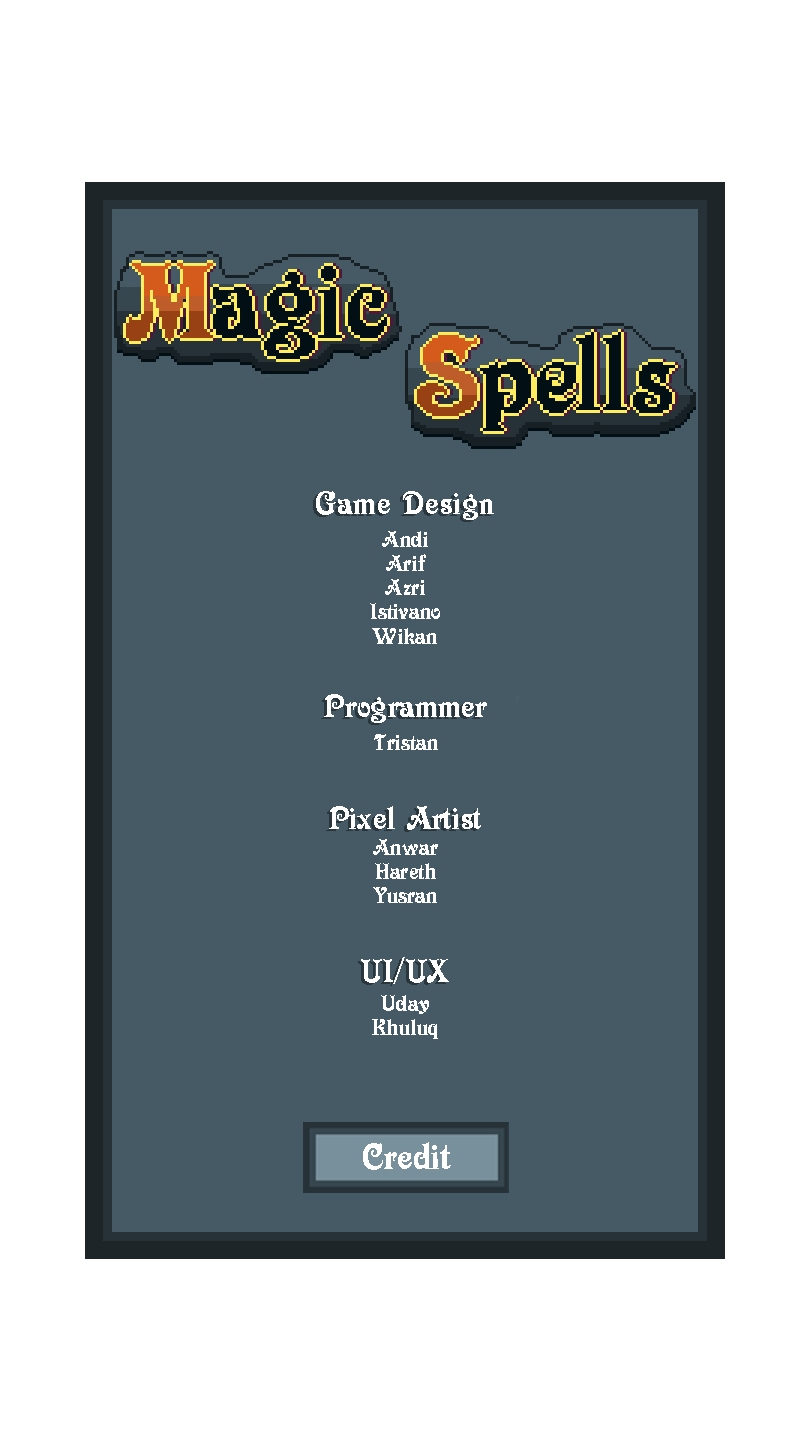 Magic
Spells
Game Design
Andi
Arif
Azri
Istivano
Wikan
Programmer
Tristan
Pixel Artist
Anwar
Hareth
Yusran
UI/UX
Uday
Khuluq
Credit